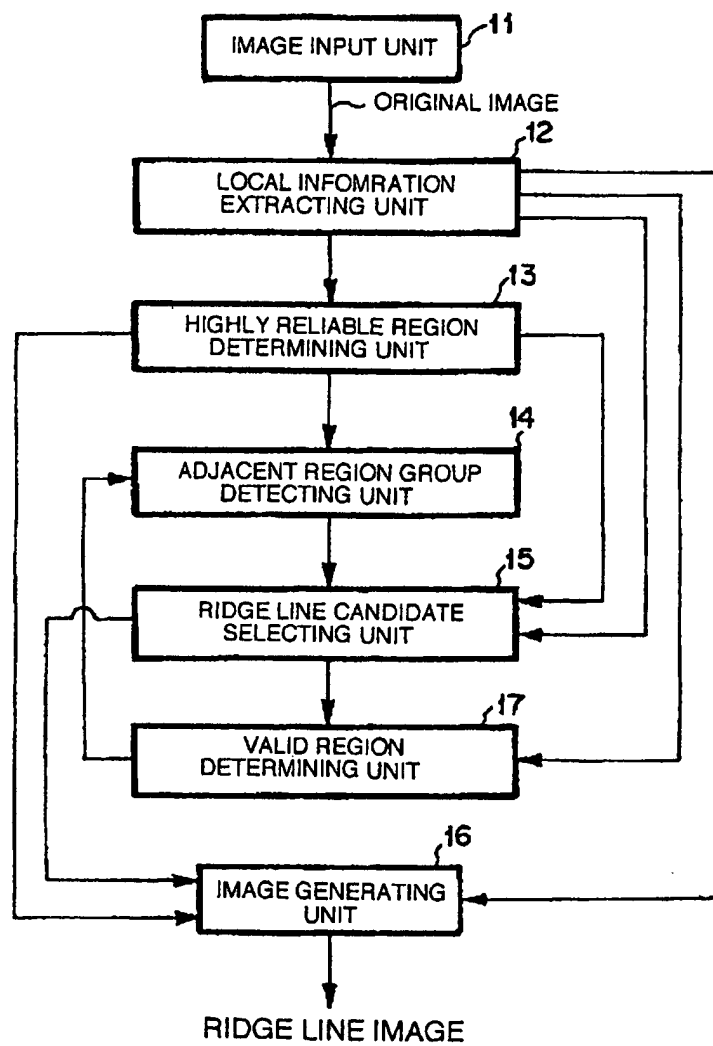 11
IMAGE INPUT UNIT
ORIGINAL IMAGE
12
LOCAL INFOMRATION
EXTRACTING UNIT
13
HIGHLY RELIABLE REGION
DETERMINING UNIT
14
ADJACENT REGION GROUP
DETECTING UNIT
15
RIDGE LINE CANDIDATE
SELECTING UNIT
17
VALID REGION
DETERMINING UNIT
16
IMAGE GENERATING
UNIT
RIDGE LINE IMAGE